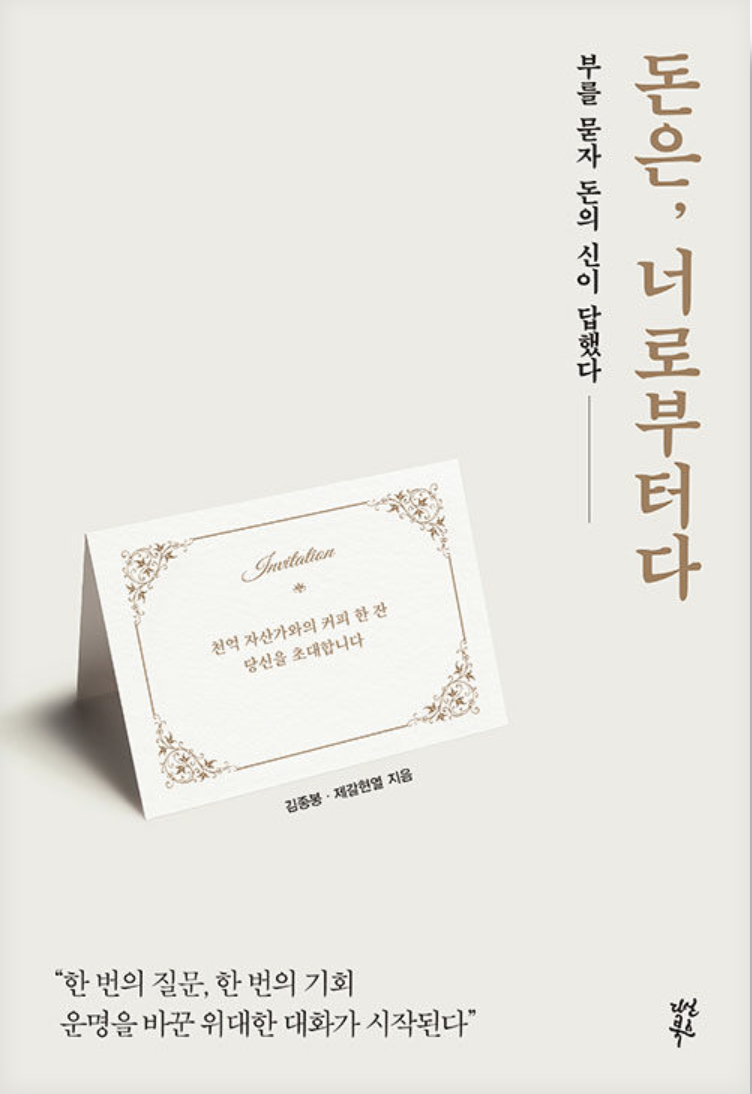 돈은, 너로부터다
부를 묻자 돈의 신이 답했다
Invitation
천억 자산가와의 커피 한 잔
당신을 초대합니다
김종봉 · 제갈현열 지음
“한 번의 질문, 한 번의 기회
운명을 바꾼 위대한 대화가 시작된다”
다산
북스